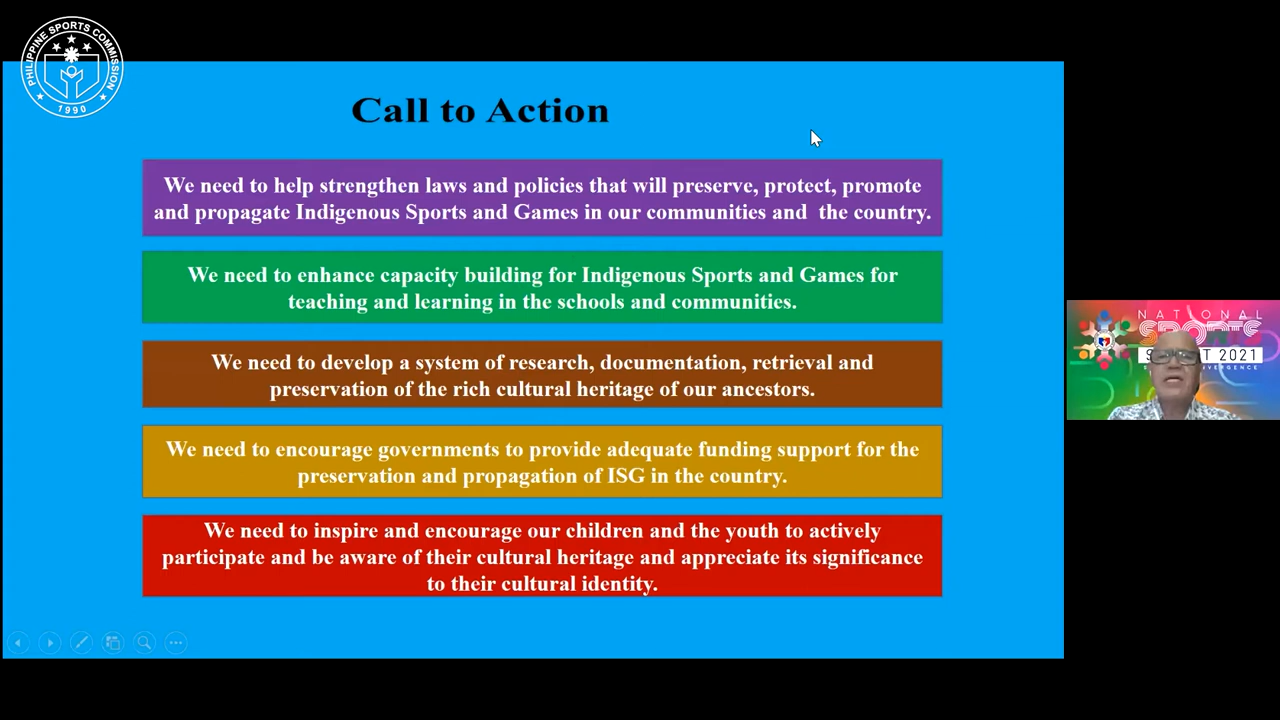 PHILIPPINE SPORTS COMMISSION
1990
Call to Action
We need to help strengthen laws and policies that will preserve, protect, promote
and propagate Indigenous Sports and Games in our communities and the country.
We need to enhance capacity building for Indigenous Sports and Games for
teaching and learning in the schools and communities.
We need to develop a system of research, documentation, retrieval and
preservation of the rich cultural heritage of our ancestors.
We need to encourage governments to provide adequate funding support for the
preservation and propagation of ISG in the country.
We need to inspire and encourage our children and the youth to actively
participate and be aware of their cultural heritage and appreciate its significance
to their cultural identity.
NATIONAL
SPORTS
2021